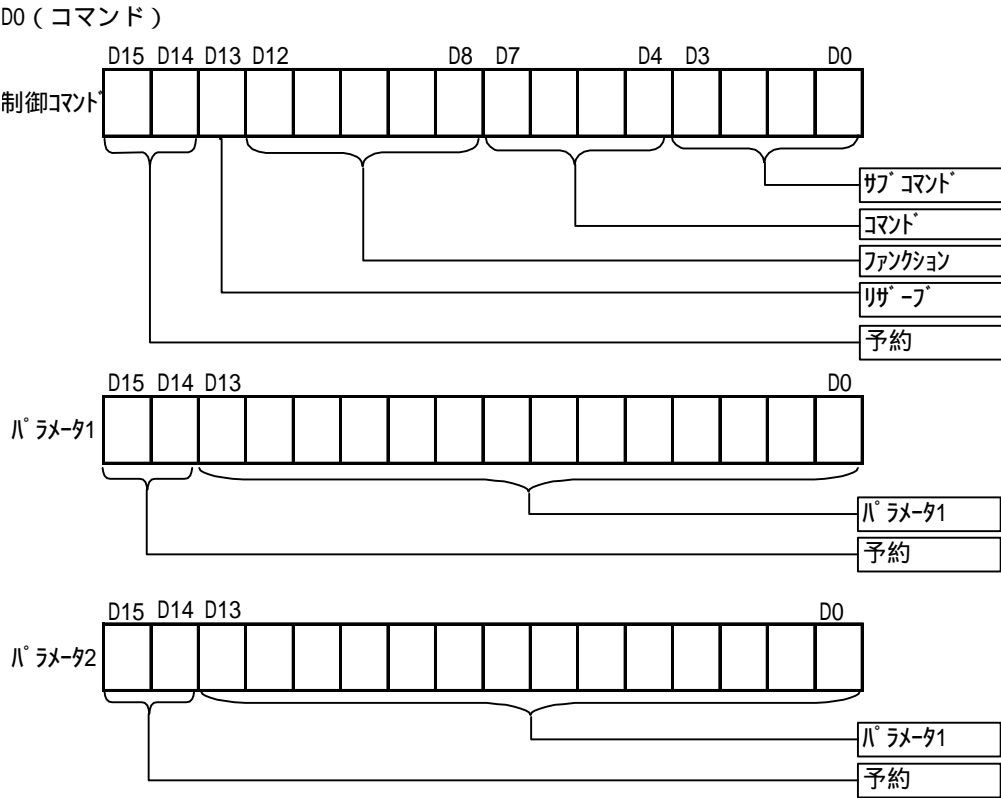 D0(コマンド)
D15 D14 D13 D12 D8 D7 D4 D3 D0
制御コマンド
サブコマンド
コマンド
ファンクション
リザーブ
予約
D15 D14 D13 D0
パラメータ1
パラメータ1
予約
D15 D14 D13 D0
パラメータ2
パラメータ1
予約